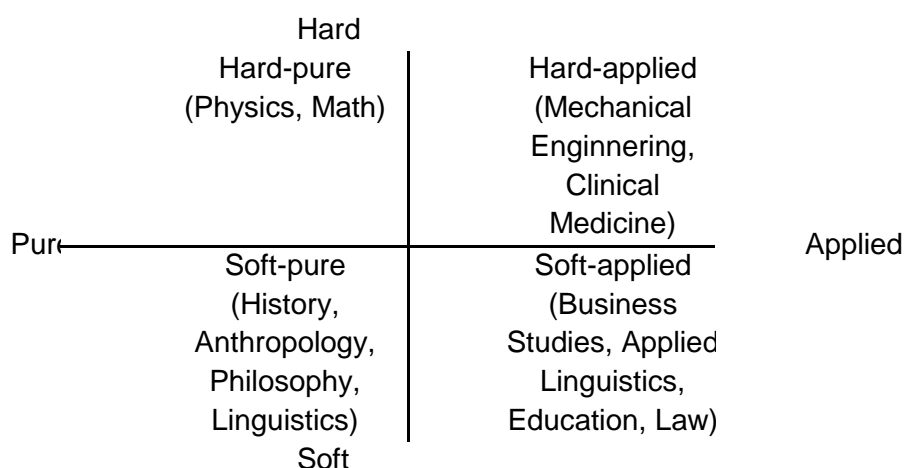 Hard
Hard-pure
(Physics, Math)
Hard-applied
(Mechanical
Enginnering,
Clinical
Medicine)
Pure
Applied
Soft-pure
(History,
Anthropology,
Philosophy,
Linguistics)
Soft-applied
(Business
Studies, Applied
Linguistics,
Education, Law)
Soft